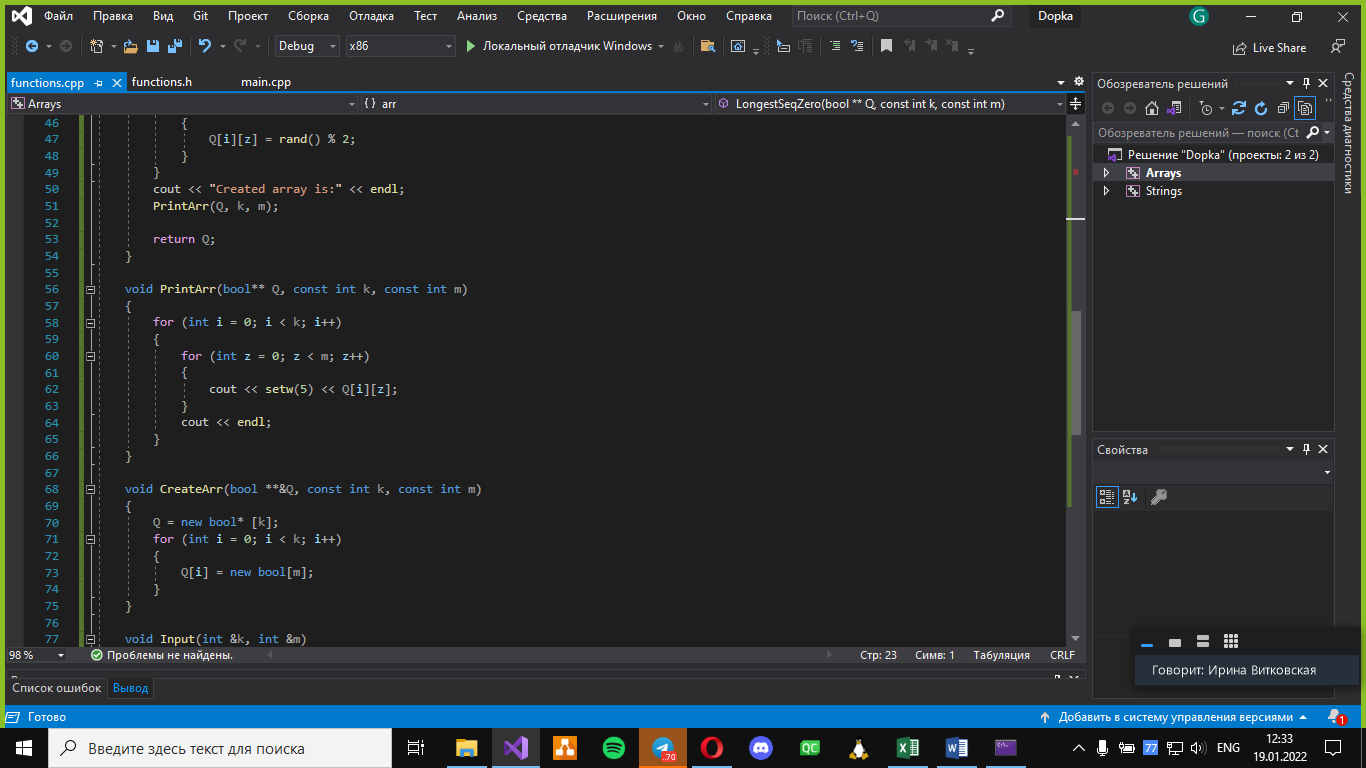 Файл Правка Вид Git Проект Сборка Отладка Тест Анализ Средства Расширения Окно Справка Поиск (Ctrl+Q) Dopka G
Debug x86 Локальный отладчик Windows Live Share
functions.cpp functions.h main.cpp
Arrays {} arr LongestSeqZero(bool ** Q, const int k, const int m)
46 {
47 Q[i][z] = rand() % 2;
48 }
49 }
50 cout << "Created array is:" << endl;
51 PrintArr(Q, k, m);
52
53 return Q;
54 }
55
56 void PrintArr(bool** Q, const int k, const int m)
57 {
58 for (int i = 0; i < k; i++)
59 {
60 for (int z = 0; z < m; z++)
61 {
62 cout << setw(5) << Q[i][z];
63 }
64 cout << endl;
65 }
66 }
67
68 void CreateArr(bool **&Q, const int k, const int m)
69 {
70 Q = new bool* [k];
71 for (int i = 0; i < k; i++)
72 {
73 Q[i] = new bool[m];
74 }
75 }
76
77 void Input(int &k, int &m)
98 % Проблемы не найдены. Стр: 23 Симв: 1 Табуляция CRLF
Список ошибок Вывод
Обозреватель решений
Обозреватель решений — поиск (Ct
Решение "Dopka" (проекты: 2 из 2)
Arrays
Strings
Средства диагностики
Свойства
Говорит: Ирина Витковская
Готово Добавить в систему управления версиями 1
Введите здесь текст для поиска 70 QC 77 ENG 12:33
19.01.2022